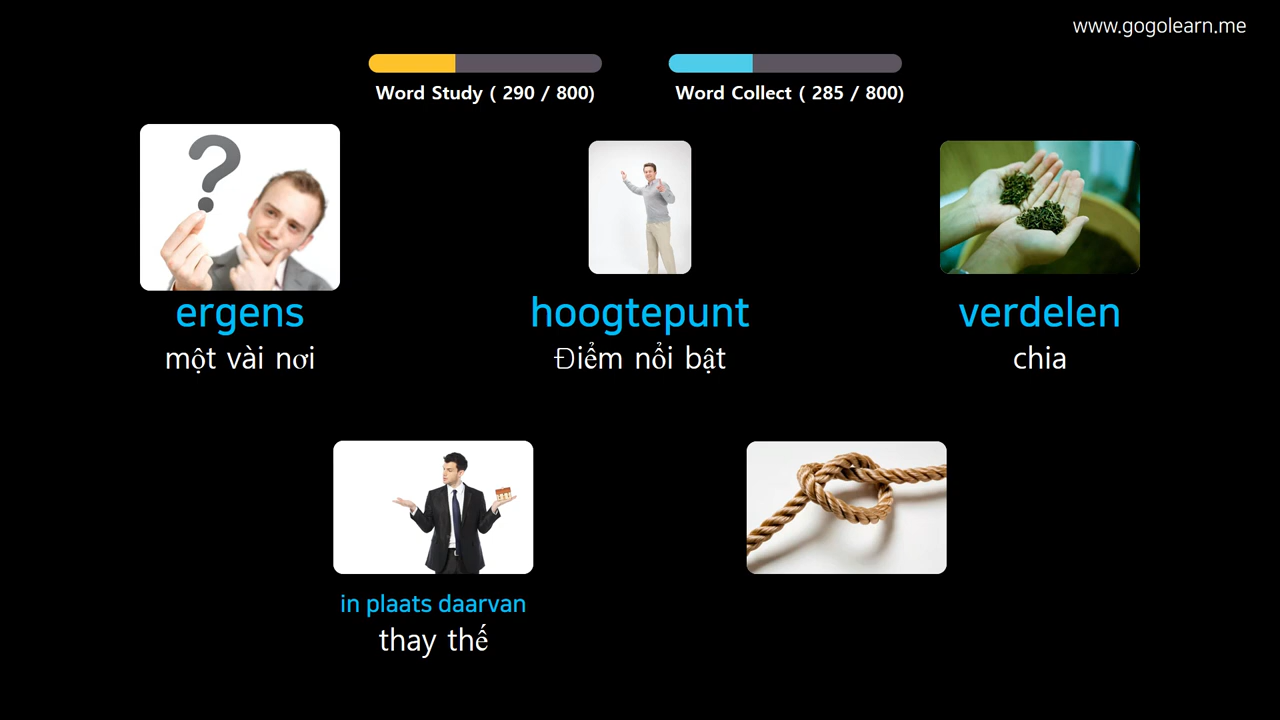 www.gogolearn.me
Word Study ( 290 / 800)
Word Collect ( 285 / 800)
ergens
một vài nơi
hoogtepunt
Điểm nổi bật
verdelen
chia
in plaats daarvan
thay thế